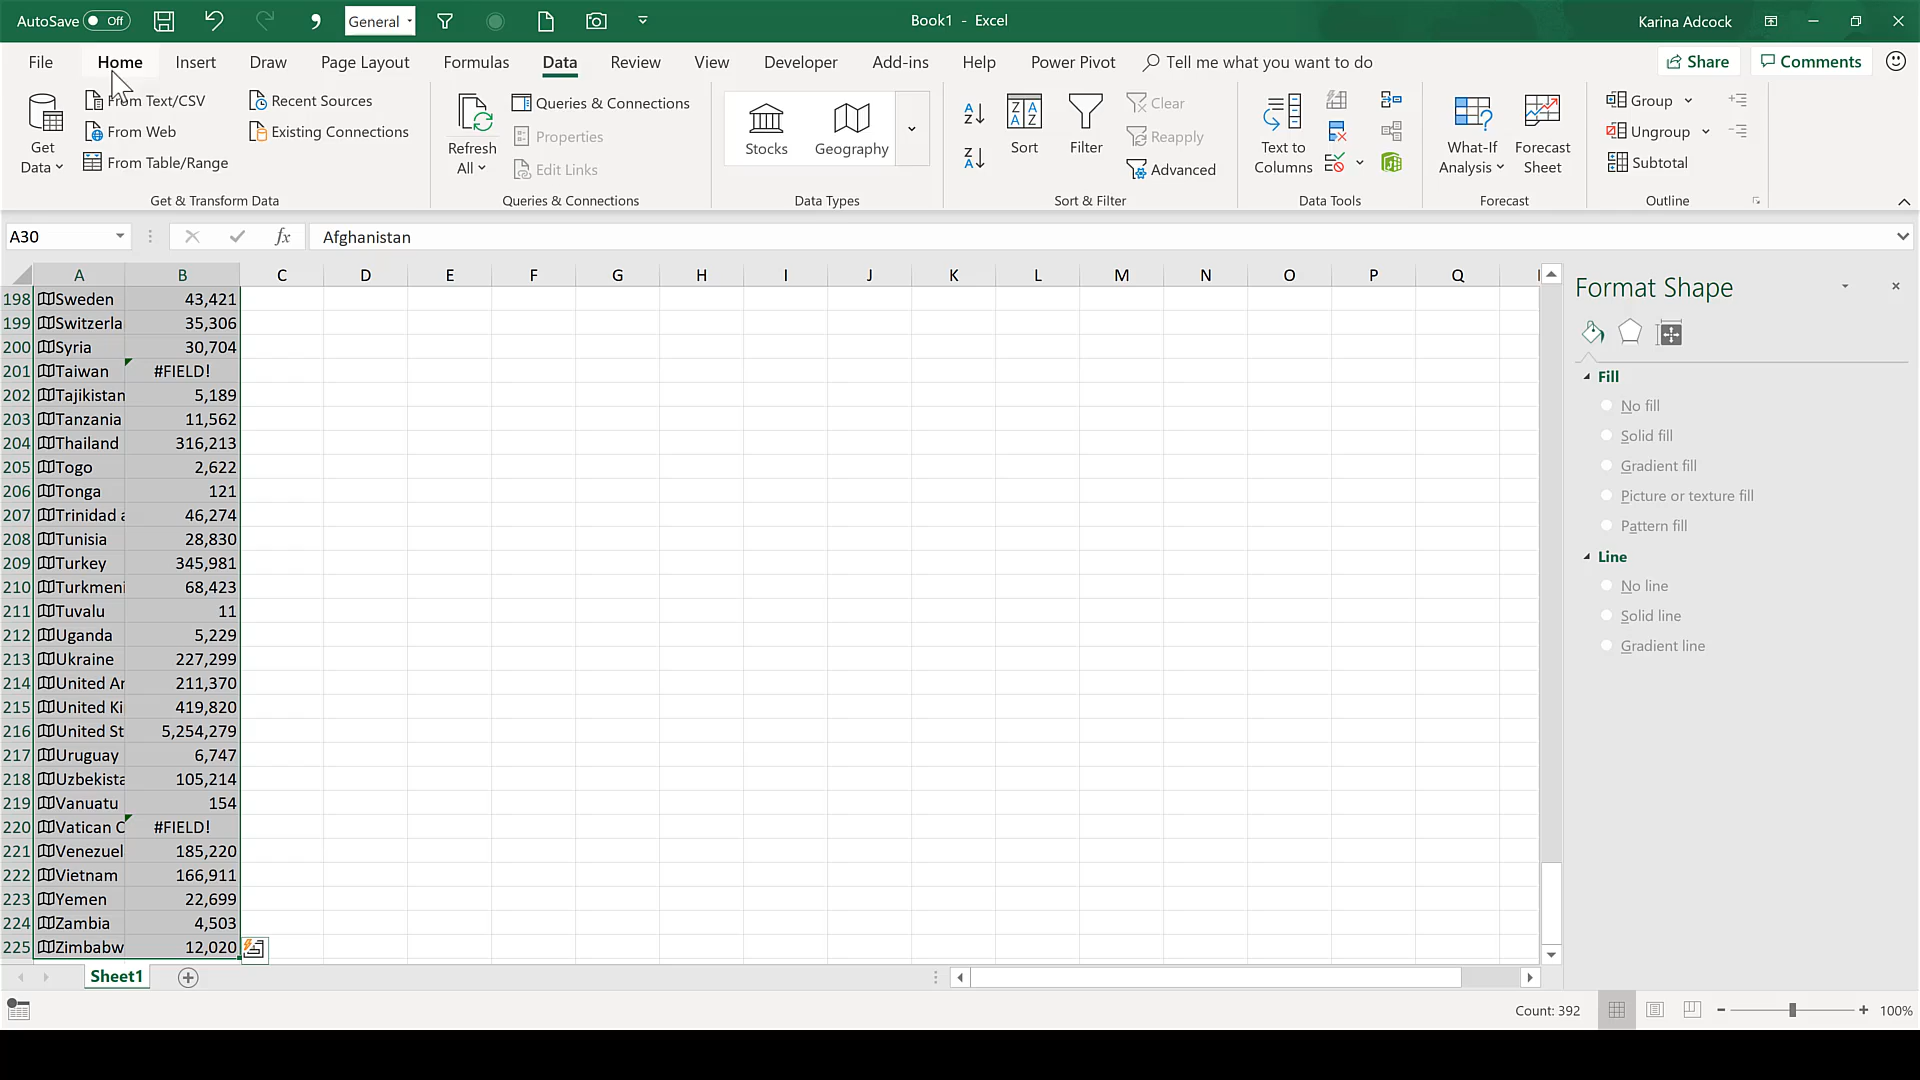 AutoSave Off General Book1 - Excel Karina Adcock
File Home Insert Draw Page Layout Formulas Data Review View Developer Add-ins Help Power Pivot Tell me what you want to do Share Comments
Get Data
From Text/CSV
From Web
From Table/Range
Recent Sources
Existing Connections
Get & Transform Data
Refresh All
Queries & Connections
Properties
Edit Links
Queries & Connections
Stocks
Geography
Data Types
Sort
Filter
Clear
Reapply
Advanced
Sort & Filter
Text to Columns
Data Tools
What-If Analysis
Forecast Sheet
Forecast
Group
Ungroup
Subtotal
Outline
A30 fx Afghanistan
A B C D E F G H I J K L M N O P Q
198 Sweden 43,421
199 Switzerla 35,306
200 Syria 30,704
201 Taiwan #FIELD!
202 Tajikistan 5,189
203 Tanzania 11,562
204 Thailand 316,213
205 Togo 2,622
206 Tonga 121
207 Trinidad a 46,274
208 Tunisia 28,830
209 Turkey 345,981
210 Turkmeni 68,423
211 Tuvalu 11
212 Uganda 5,229
213 Ukraine 227,299
214 United Ar 211,370
215 United Ki 419,820
216 United St 5,254,279
217 Uruguay 6,747
218 Uzbekista 105,214
219 Vanuatu 154
220 Vatican C #FIELD!
221 Venezuel 185,220
222 Vietnam 166,911
223 Yemen 22,699
224 Zambia 4,503
225 Zimbabw 12,020
Format Shape
Fill
No fill
Solid fill
Gradient fill
Picture or texture fill
Pattern fill
Line
No line
Solid line
Gradient line
Sheet1
Count: 392 100%